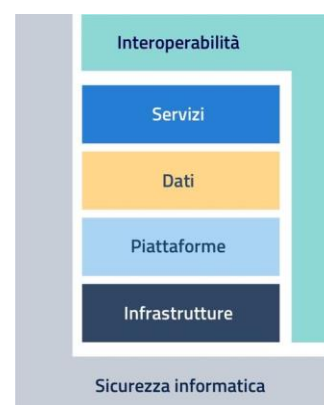 Interoperabilità
Servizi
Dati
Piattaforme
Infrastrutture
Sicurezza informatica